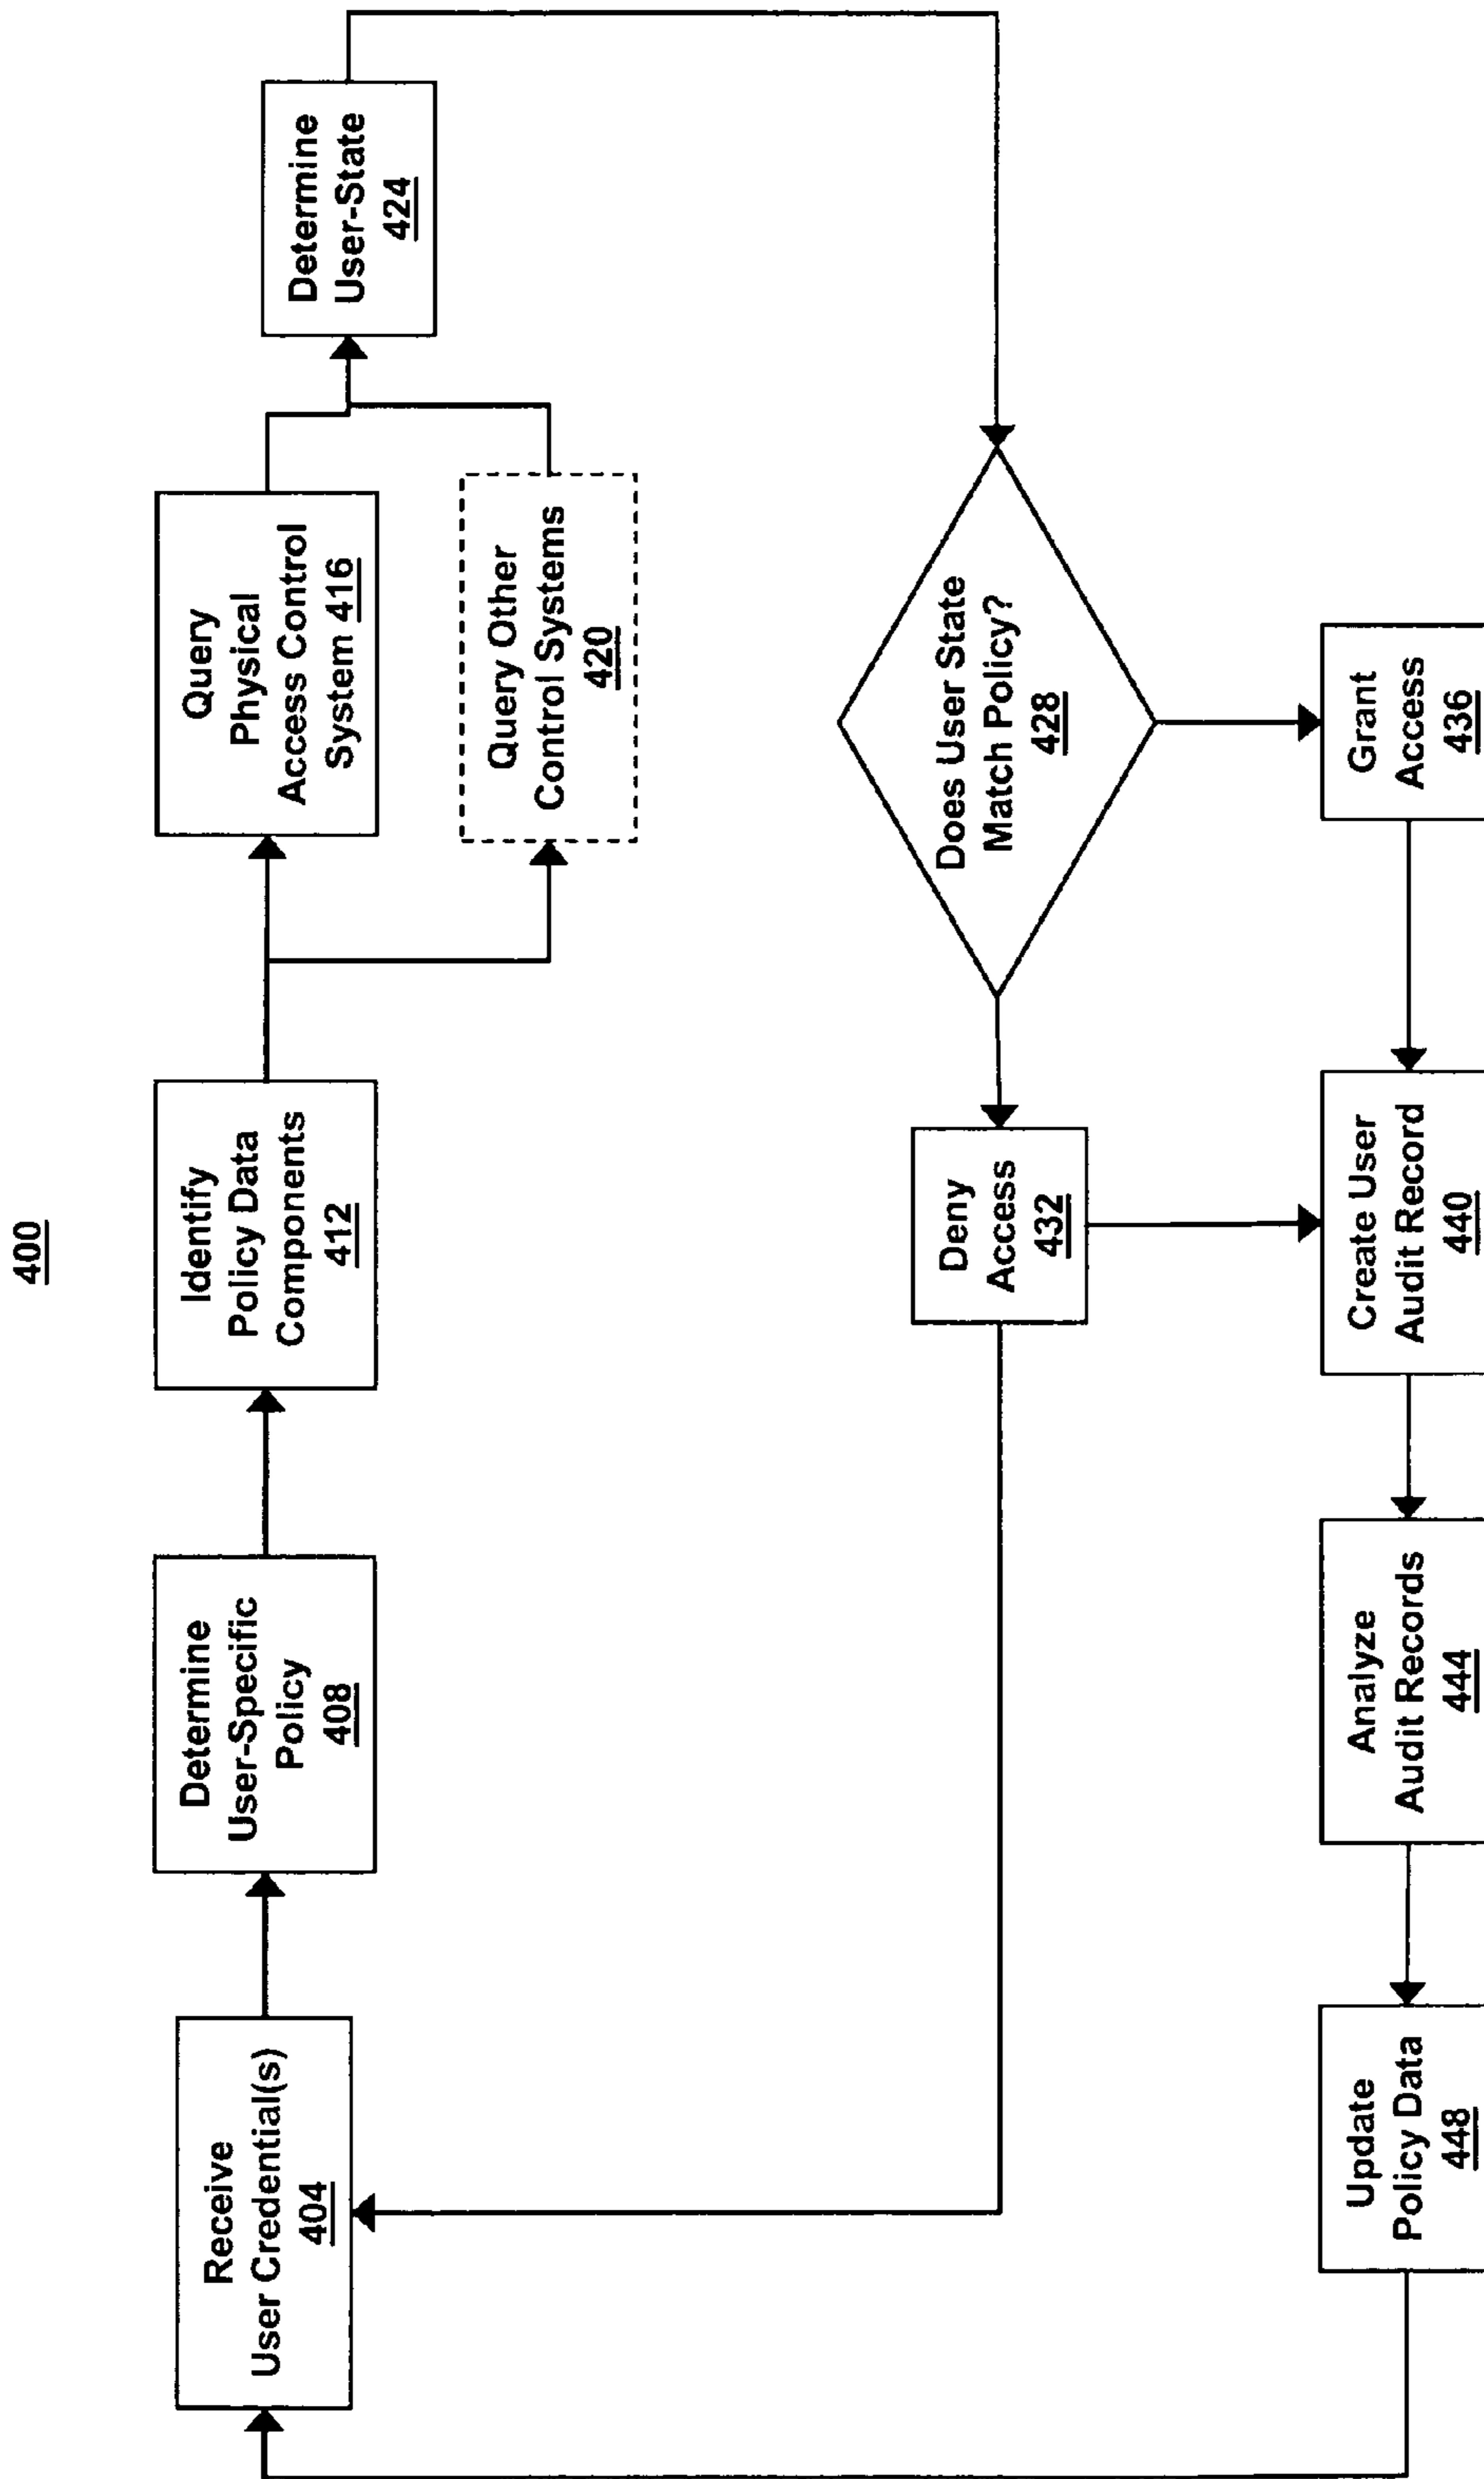 400
Receive
User Credential(s)
404
Determine
User-Specific
Policy
408
Identify
Policy Data
Components
412
Query
Physical
Access Control
System 416
Query Other
Control Systems
420
Determine
User-State
424
Does User State
Match Policy?
428
Deny
Access
432
Grant
Access
436
Create User
Audit Record
440
Analyze
Audit Records
444
Update
Policy Data
448